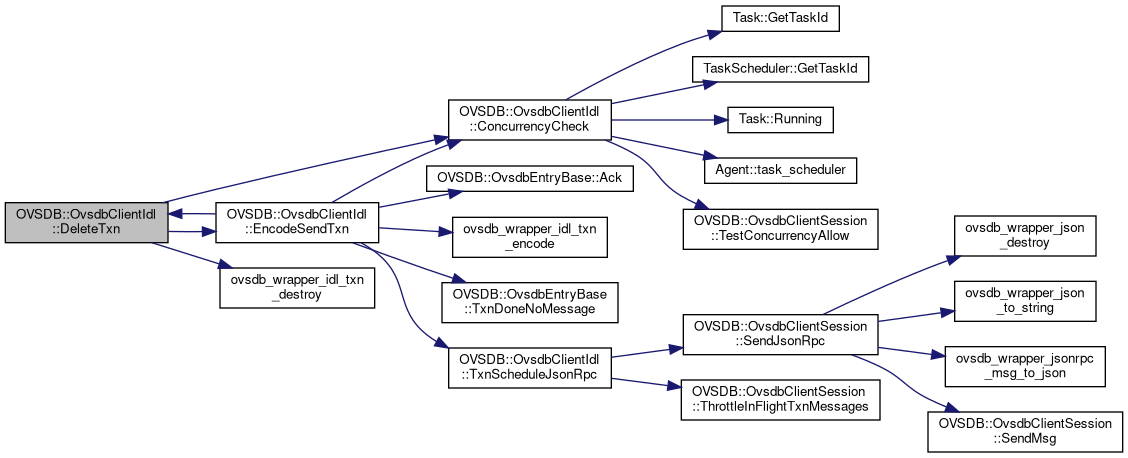 Task::GetTaskId
TaskScheduler::GetTaskId
OVSDB::OvsdbClientIdl
::ConcurrencyCheck
Task::Running
Agent::task_scheduler
OVSDB::OvsdbEntryBase::Ack
OVSDB::OvsdbClientIdl
::DeleteTxn
OVSDB::OvsdbClientIdl
::EncodeSendTxn
ovsdb_wrapper_idl_txn
_encode
OVSDB::OvsdbClientSession
::TestConcurrencyAllow
ovsdb_wrapper_json
_destroy
ovsdb_wrapper_idl_txn
_destroy
OVSDB::OvsdbEntryBase
::TxnDoneNoMessage
ovsdb_wrapper_json
_to_string
OVSDB::OvsdbClientSession
::SendJsonRpc
OVSDB::OvsdbClientIdl
::TxnScheduleJsonRpc
ovsdb_wrapper_jsonrpc
_msg_to_json
OVSDB::OvsdbClientSession
::ThrottleInFlightTxnMessages
OVSDB::OvsdbClientSession
::SendMsg